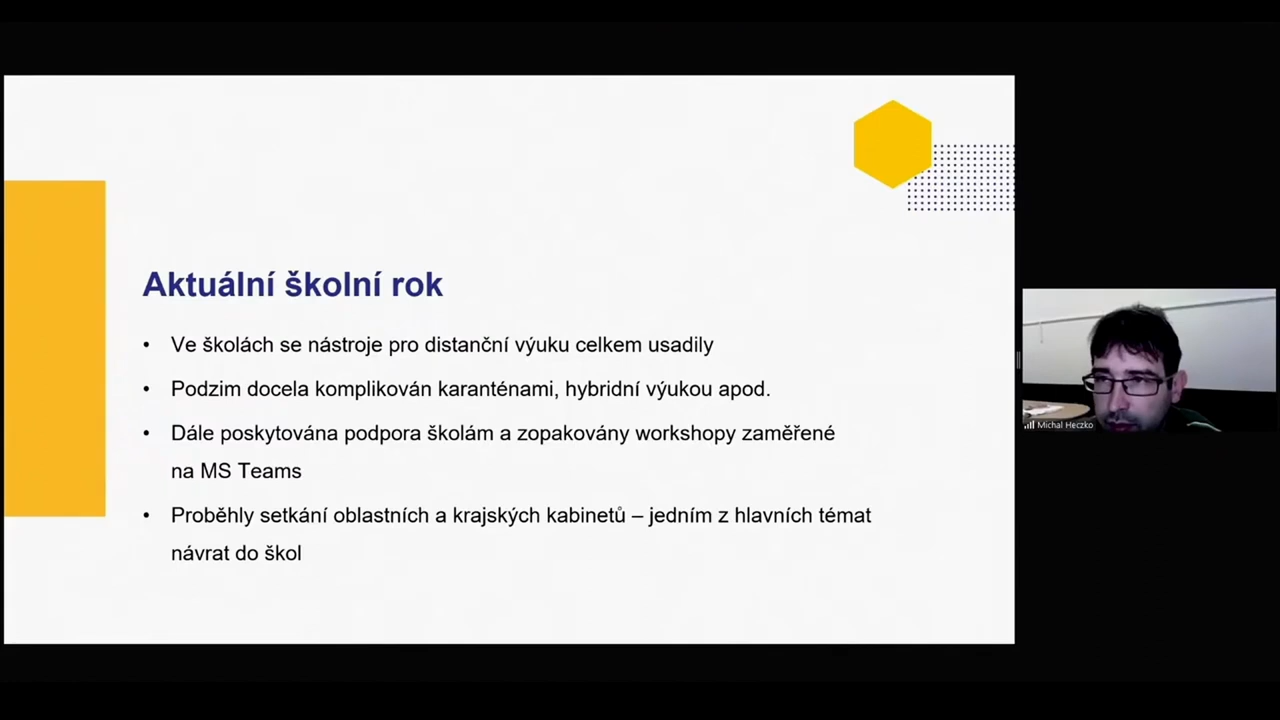 Aktuální školní rok
• Ve školách se nástroje pro distanční výuku celkem usadily
• Podzim docela komplikován karanténami, hybridní výukou apod.
• Dále poskytována podpora školám a zopakovány workshopy zaměřené
na MS Teams
• Proběhly setkání oblastních a krajských kabinetů – jedním z hlavních témat
návrat do škol
Michal Heczko